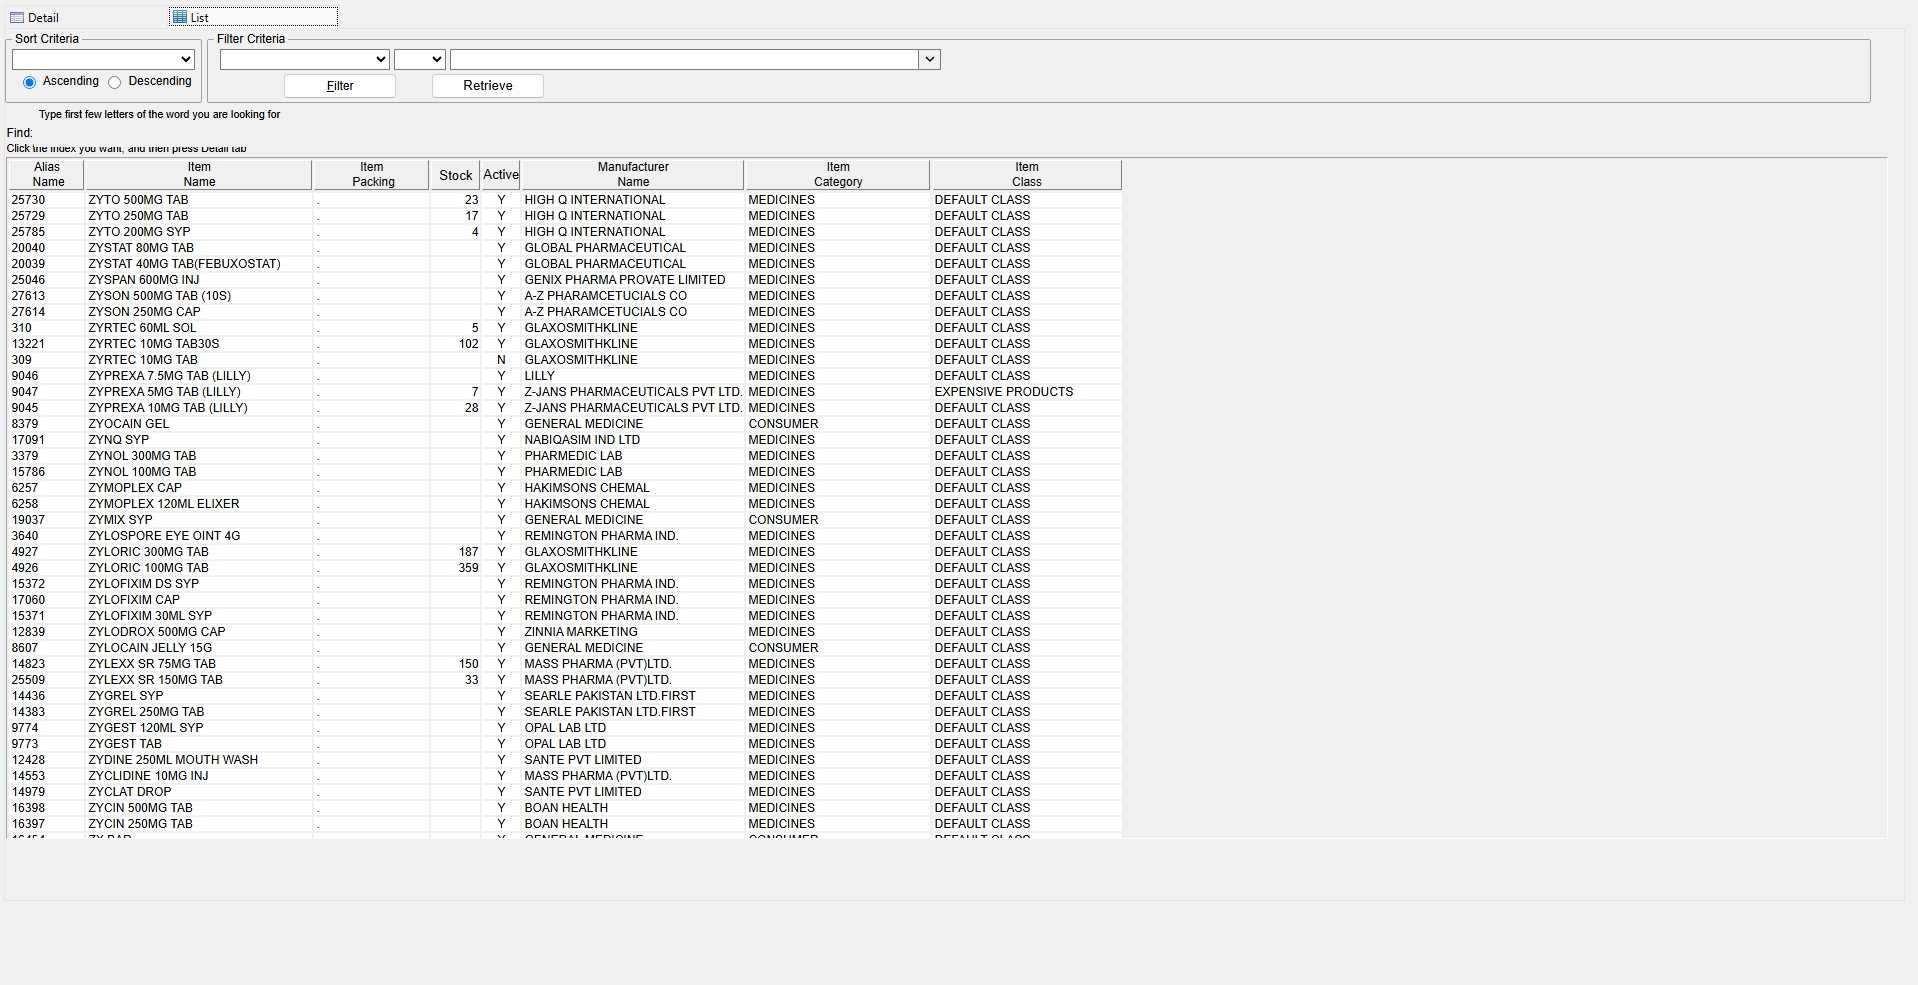 Detail List
Sort Criteria Filter Criteria
Ascending Descending
Filter Retrieve
Type first few letters of the word you are looking for
Find:
Click the index you want, and then press Detail tab
Alias Name Item Name Item Packing Stock Active Manufacturer Name Item Category Item Class
25730 ZYTO 500MG TAB . 23 Y HIGH Q INTERNATIONAL MEDICINES DEFAULT CLASS
25729 ZYTO 250MG TAB . 17 Y HIGH Q INTERNATIONAL MEDICINES DEFAULT CLASS
25785 ZYTO 200MG SYP . 4 Y HIGH Q INTERNATIONAL MEDICINES DEFAULT CLASS
20040 ZYSTAT 80MG TAB . Y GLOBAL PHARMACEUTICAL MEDICINES DEFAULT CLASS
20039 ZYSTAT 40MG TAB(FEBUXOSTAT) . Y GLOBAL PHARMACEUTICAL MEDICINES DEFAULT CLASS
25046 ZYSPAN 600MG INJ . Y GENIX PHARMA PROVATE LIMITED MEDICINES DEFAULT CLASS
27613 ZYSON 500MG TAB (10S) . Y A-Z PHARAMCETUCIALS CO MEDICINES DEFAULT CLASS
27614 ZYSON 250MG CAP . Y A-Z PHARAMCETUCIALS CO MEDICINES DEFAULT CLASS
310 ZYRTEC 60ML SOL . 5 Y GLAXOSMITHKLINE MEDICINES DEFAULT CLASS
13221 ZYRTEC 10MG TAB30S . 102 Y GLAXOSMITHKLINE MEDICINES DEFAULT CLASS
309 ZYRTEC 10MG TAB . N GLAXOSMITHKLINE MEDICINES DEFAULT CLASS
9046 ZYPREXA 7.5MG TAB (LILLY) . Y LILLY MEDICINES DEFAULT CLASS
9047 ZYPREXA 5MG TAB (LILLY) . 7 Y Z-JANS PHARMACEUTICALS PVT LTD. MEDICINES EXPENSIVE PRODUCTS
9045 ZYPREXA 10MG TAB (LILLY) . 28 Y Z-JANS PHARMACEUTICALS PVT LTD. MEDICINES DEFAULT CLASS
8379 ZYOCAIN GEL . Y GENERAL MEDICINE CONSUMER DEFAULT CLASS
17091 ZYNQ SYP . Y NABIQASIM IND LTD MEDICINES DEFAULT CLASS
3379 ZYNOL 300MG TAB . Y PHARMEDIC LAB MEDICINES DEFAULT CLASS
15786 ZYNOL 100MG TAB . Y PHARMEDIC LAB MEDICINES DEFAULT CLASS
6257 ZYMOPLEX CAP . Y HAKIMSONS CHEMAL MEDICINES DEFAULT CLASS
6258 ZYMOPLEX 120ML ELIXER . Y HAKIMSONS CHEMAL MEDICINES DEFAULT CLASS
19037 ZYMIX SYP . Y GENERAL MEDICINE CONSUMER DEFAULT CLASS
3640 ZYLOSPORE EYE OINT 4G . Y REMINGTON PHARMA IND. MEDICINES DEFAULT CLASS
4927 ZYLORIC 300MG TAB . 187 Y GLAXOSMITHKLINE MEDICINES DEFAULT CLASS
4926 ZYLORIC 100MG TAB . 359 Y GLAXOSMITHKLINE MEDICINES DEFAULT CLASS
15372 ZYLOFIXIM DS SYP . Y REMINGTON PHARMA IND. MEDICINES DEFAULT CLASS
17060 ZYLOFIXIM CAP . Y REMINGTON PHARMA IND. MEDICINES DEFAULT CLASS
15371 ZYLOFIXIM 30ML SYP . Y REMINGTON PHARMA IND. MEDICINES DEFAULT CLASS
12839 ZYLODROX 500MG CAP . Y ZINNIA MARKETING MEDICINES DEFAULT CLASS
8607 ZYLOCAIN JELLY 15G . Y GENERAL MEDICINE CONSUMER DEFAULT CLASS
14823 ZYLEXX SR 75MG TAB . 150 Y MASS PHARMA (PVT)LTD. MEDICINES DEFAULT CLASS
25509 ZYLEXX SR 150MG TAB . 33 Y MASS PHARMA (PVT)LTD. MEDICINES DEFAULT CLASS
14436 ZYGREL SYP . Y SEARLE PAKISTAN LTD.FIRST MEDICINES DEFAULT CLASS
14383 ZYGREL 250MG TAB . Y SEARLE PAKISTAN LTD.FIRST MEDICINES DEFAULT CLASS
9774 ZYGEST 120ML SYP . Y OPAL LAB LTD MEDICINES DEFAULT CLASS
9773 ZYGEST TAB . Y OPAL LAB LTD MEDICINES DEFAULT CLASS
12428 ZYDINE 250ML MOUTH WASH . Y SANTE PVT LIMITED MEDICINES DEFAULT CLASS
14553 ZYCLIDINE 10MG INJ . Y MASS PHARMA (PVT)LTD. MEDICINES DEFAULT CLASS
14979 ZYCLAT DROP . Y SANTE PVT LIMITED MEDICINES DEFAULT CLASS
16398 ZYCIN 500MG TAB . Y BOAN HEALTH MEDICINES DEFAULT CLASS
16397 ZYCIN 250MG TAB . Y BOAN HEALTH MEDICINES DEFAULT CLASS
Y GENERAL MEDICINE CONSUMER DEFAULT CLASS